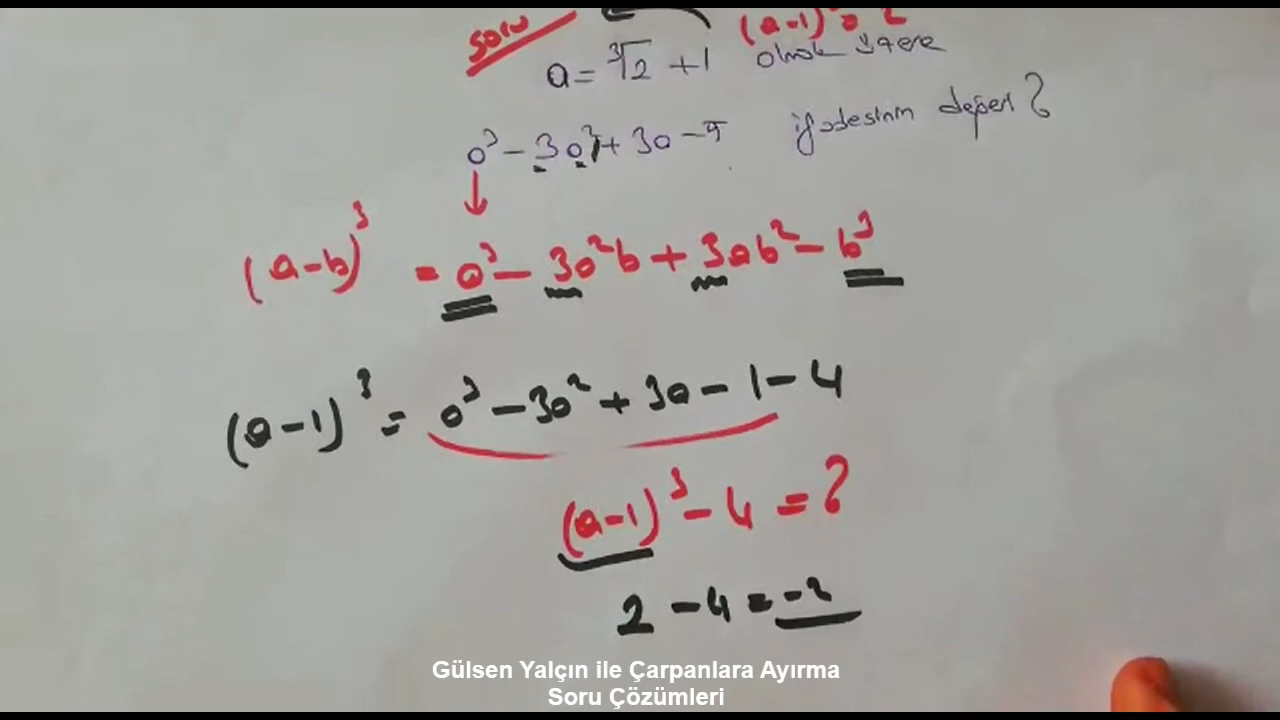 Soru
(a-1)³ = 2
a = ∛2 + 1 olmak üzere
a³ - 3a² + 3a - 5 ifadesinin değeri ?
(a-b)³ = a³ - 3a²b + 3ab² - b³
(a-1)³ = a³ - 3a² + 3a - 1 - 4
(a-1)³ - 4 = ?
2 - 4 = -2
Gülsen Yalçın ile Çarpanlara Ayırma
Soru Çözümleri